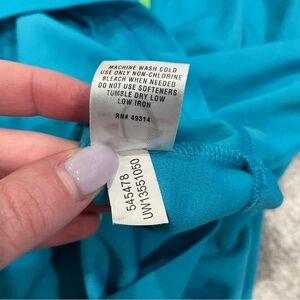 MACHINE WASH COLD
USE ONLY NON-CHLORINE
BLEACH WHEN NEEDED
DO NOT USE SOFTENERS
TUMBLE DRY LOW
LOW IRON
RN# 49314
545478
UW13551050